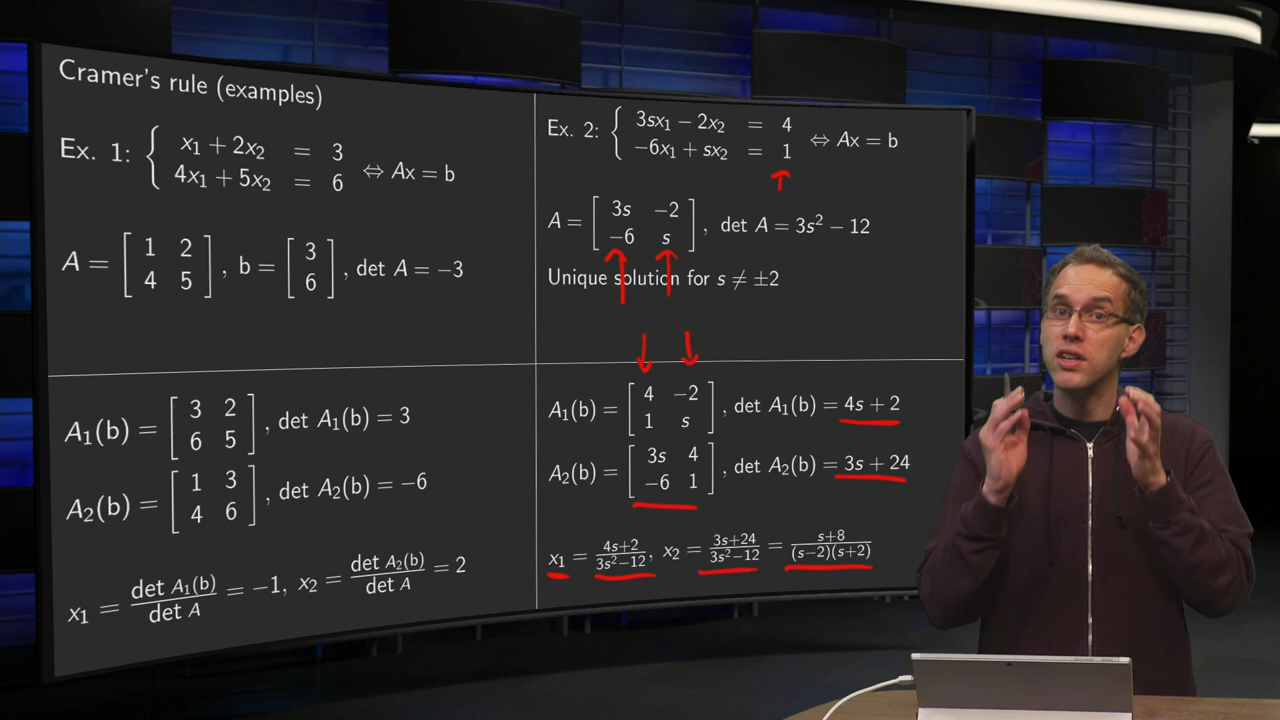 Cramer's rule (examples)
Ex. 1: { x₁ + 2x₂ = 3
4x₁ + 5x₂ = 6 ⇔ Ax = b
A = [ 1 2
4 5 ] , b = [ 3
6 ] , det A = −3
Ex. 2: { 3sx₁ − 2x₂ = 4
−6x₁ + sx₂ = 1 ⇔ Ax = b
A = [ 3s −2
−6 s ] , det A = 3s² − 12
Unique solution for s ≠ ±2
A₁(b) = [ 3 2
6 5 ] , det A₁(b) = 3
A₂(b) = [ 1 3
4 6 ] , det A₂(b) = −6
x₁ = det A₁(b) / det A = −1, x₂ = det A₂(b) / det A = 2
A₁(b) = [ 4 −2
1 s ] , det A₁(b) = 4s + 2
A₂(b) = [ 3s 4
−6 1 ] , det A₂(b) = 3s + 24
x₁ = 4s+2 / 3s²−12, x₂ = 3s+24 / 3s²−12 = s+8 / (s−2)(s+2)